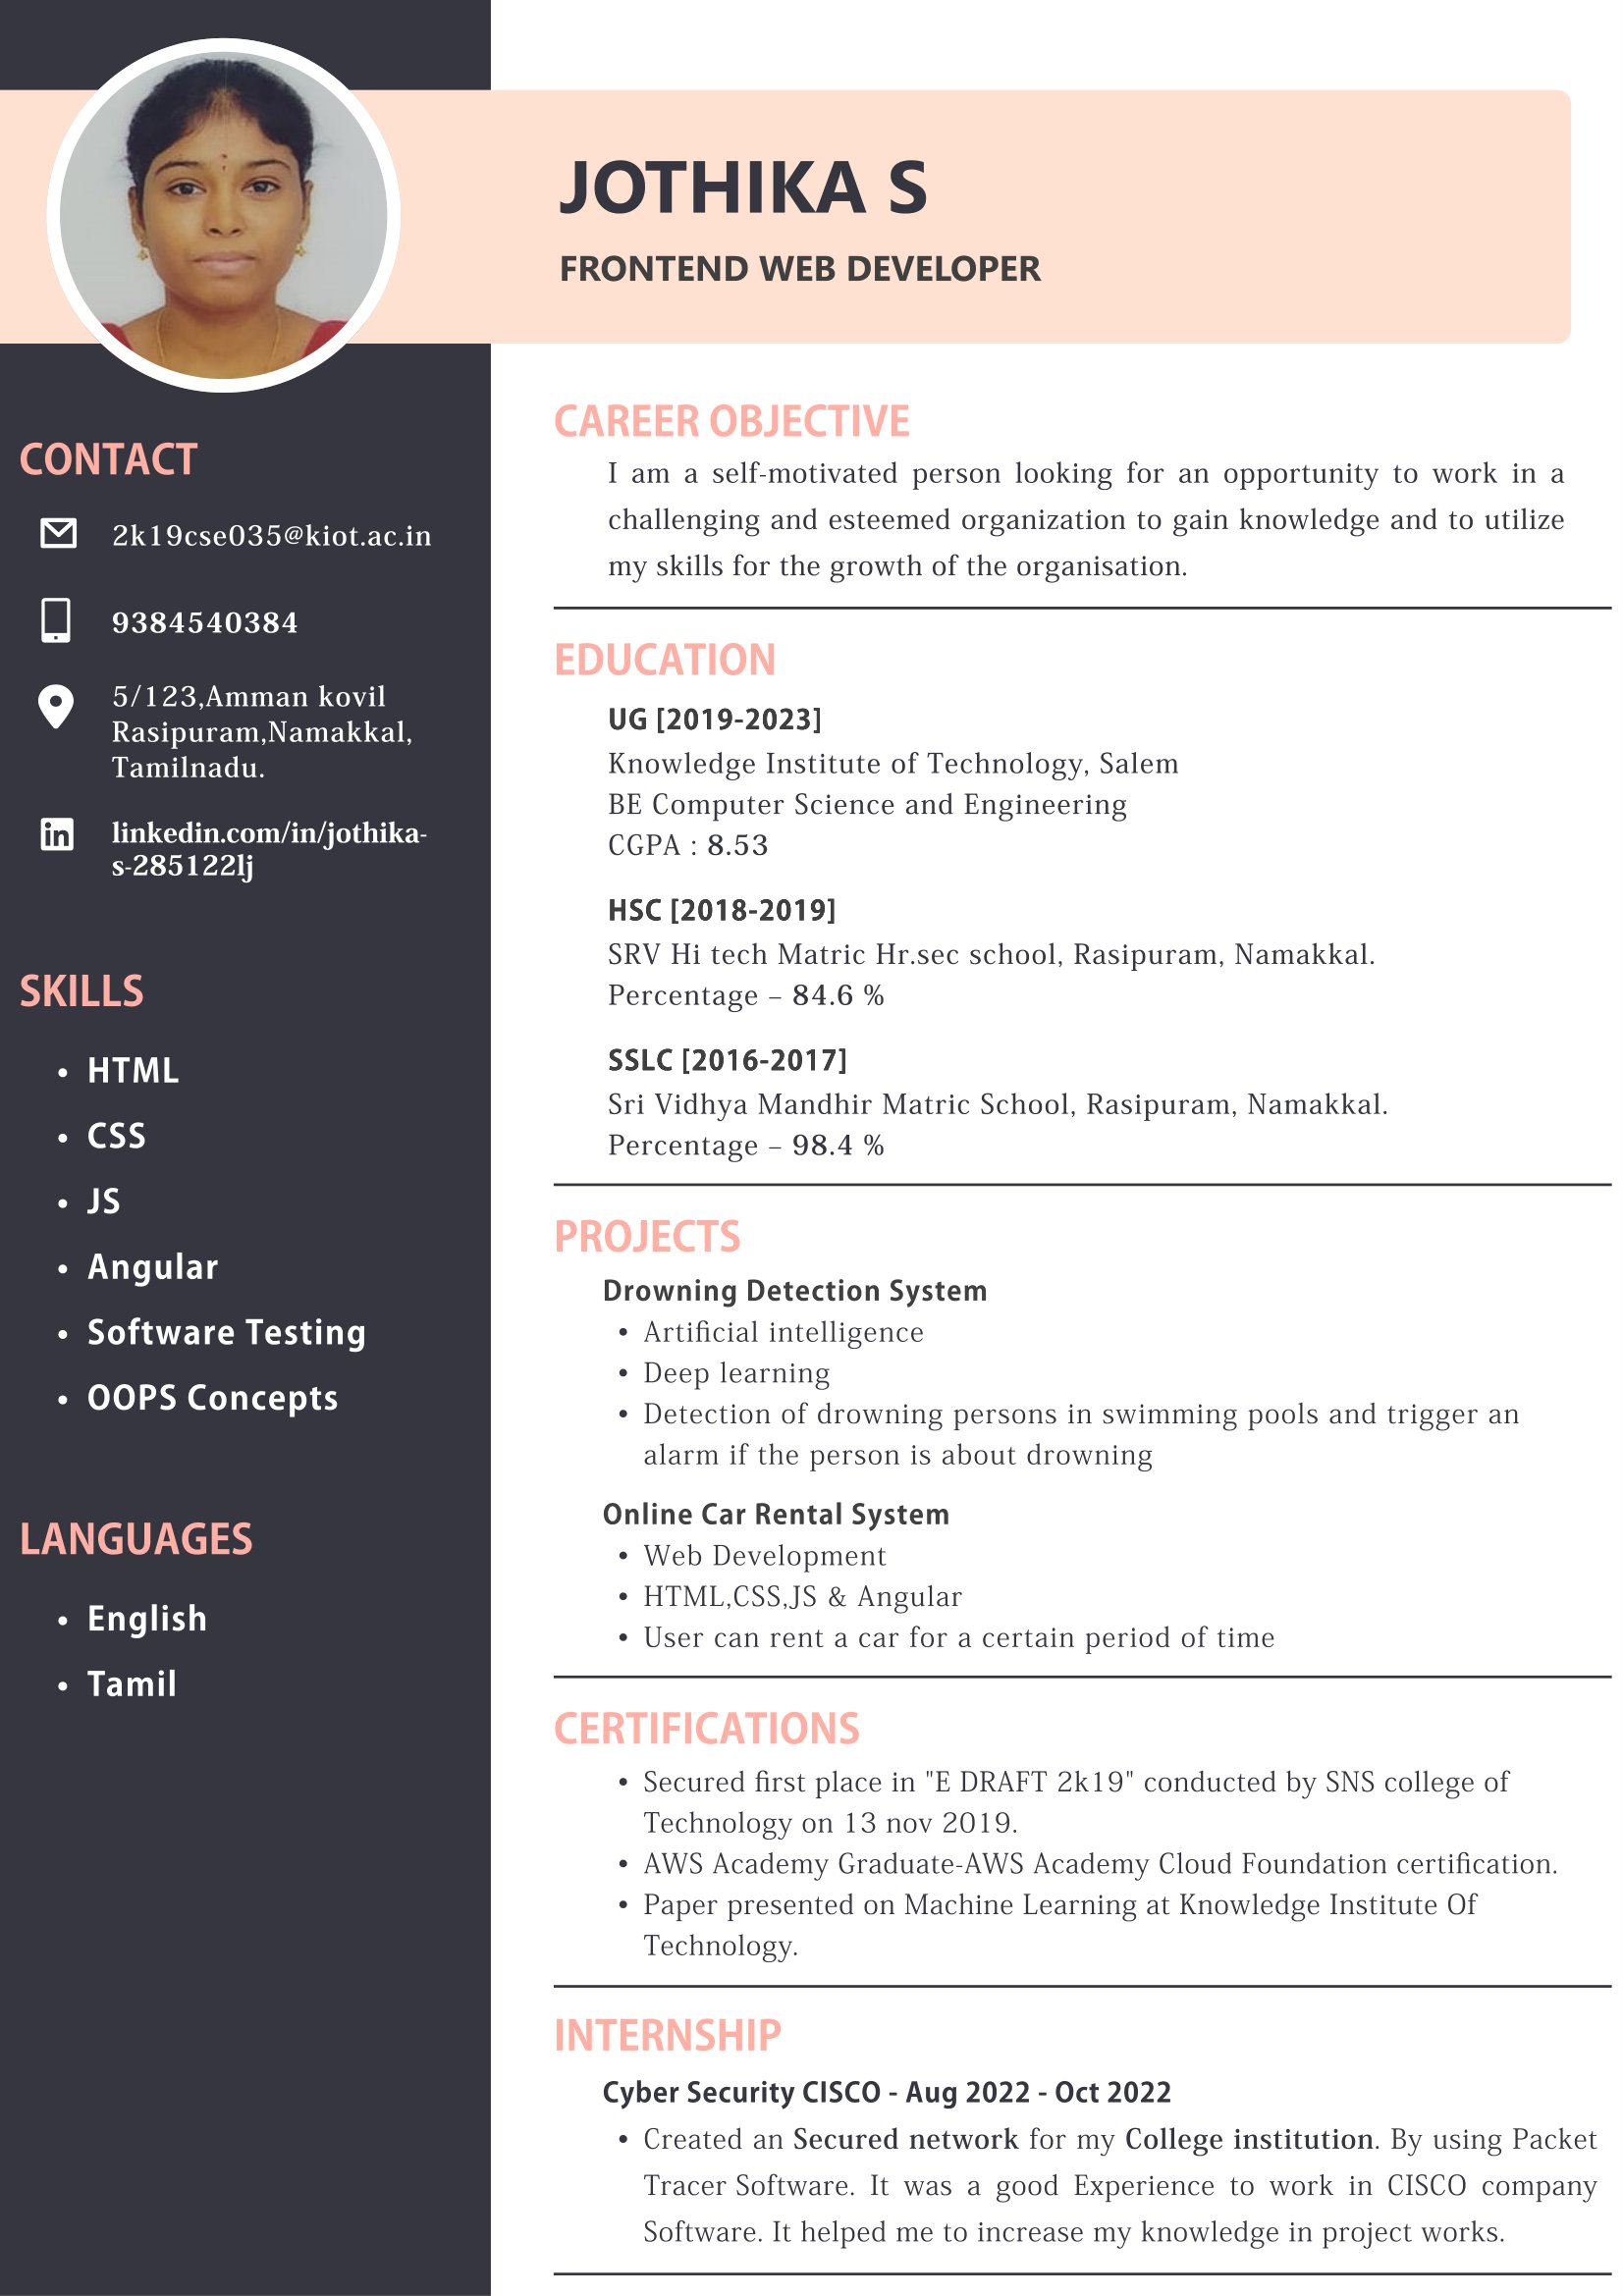 JOTHIKA S
FRONTEND WEB DEVELOPER
CONTACT
2k19cse035@kiot.ac.in
9384540384
5/123,Amman kovil
Rasipuram,Namakkal,
Tamilnadu.
linkedin.com/in/jothika-
s-285122lj
SKILLS
• HTML
• CSS
• JS
• Angular
• Software Testing
• OOPS Concepts
LANGUAGES
• English
• Tamil
CAREER OBJECTIVE
I am a self-motivated person looking for an opportunity to work in a
challenging and esteemed organization to gain knowledge and to utilize
my skills for the growth of the organisation.
EDUCATION
UG [2019-2023]
Knowledge Institute of Technology, Salem
BE Computer Science and Engineering
CGPA : 8.53
HSC [2018-2019]
SRV Hi tech Matric Hr.sec school, Rasipuram, Namakkal.
Percentage – 84.6 %
SSLC [2016-2017]
Sri Vidhya Mandhir Matric School, Rasipuram, Namakkal.
Percentage – 98.4 %
PROJECTS
Drowning Detection System
• Artificial intelligence
• Deep learning
• Detection of drowning persons in swimming pools and trigger an
alarm if the person is about drowning
Online Car Rental System
• Web Development
• HTML,CSS,JS & Angular
• User can rent a car for a certain period of time
CERTIFICATIONS
• Secured first place in "E DRAFT 2k19" conducted by SNS college of
Technology on 13 nov 2019.
• AWS Academy Graduate-AWS Academy Cloud Foundation certification.
• Paper presented on Machine Learning at Knowledge Institute Of
Technology.
INTERNSHIP
Cyber Security CISCO - Aug 2022 - Oct 2022
• Created an Secured network for my College institution. By using Packet
Tracer Software. It was a good Experience to work in CISCO company
Software. It helped me to increase my knowledge in project works.